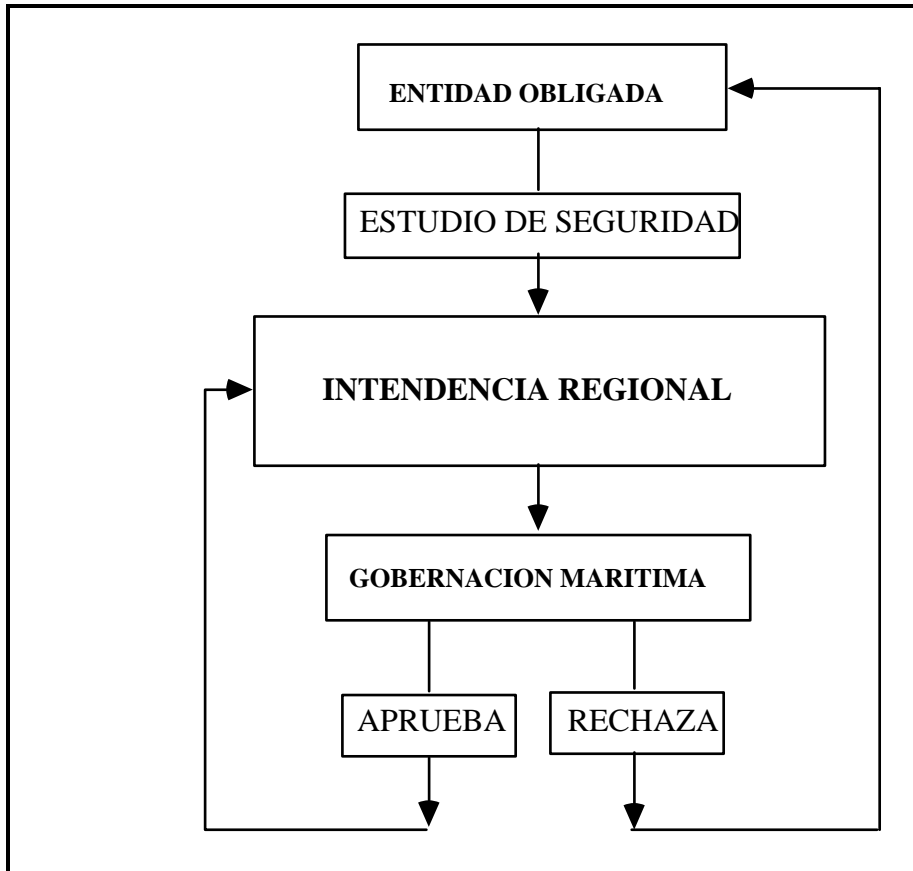 ENTIDAD OBLIGADA
ESTUDIO DE SEGURIDAD
INTENDENCIA REGIONAL
GOBERNACION MARITIMA
APRUEBA
RECHAZA